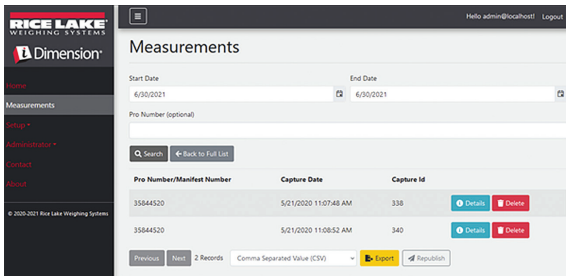 RICE LAKE
WEIGHING SYSTEMS
iDimension
Home
Measurements
Setup
Administrator
Contact
About
© 2020-2021 Rice Lake Weighing Systems
Hello admin@localhost! Logout
Measurements
Start Date End Date
6/30/2021 6/30/2021
Pro Number (optional)
Search Back to Full List
Pro Number/Manifest Number Capture Date Capture Id
35844520 5/21/2020 11:07:48 AM 338 Details Delete
35844520 5/21/2020 11:08:52 AM 340 Details Delete
Previous Next 2 Records Comma Separated Value (CSV) Export Republish